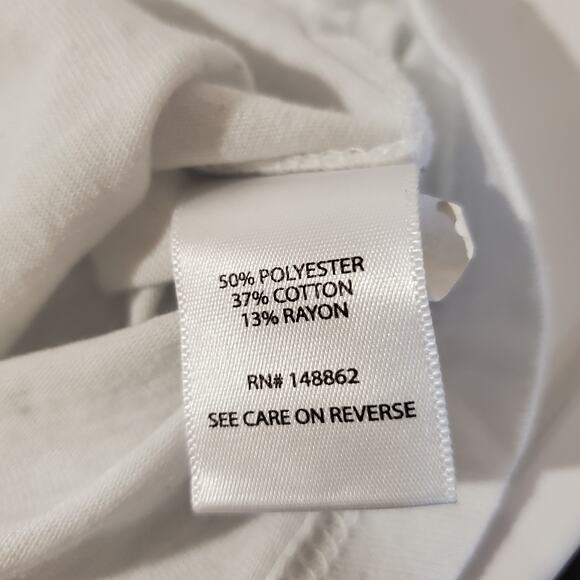 50% POLYESTER
37% COTTON
13% RAYON
RN# 148862
SEE CARE ON REVERSE